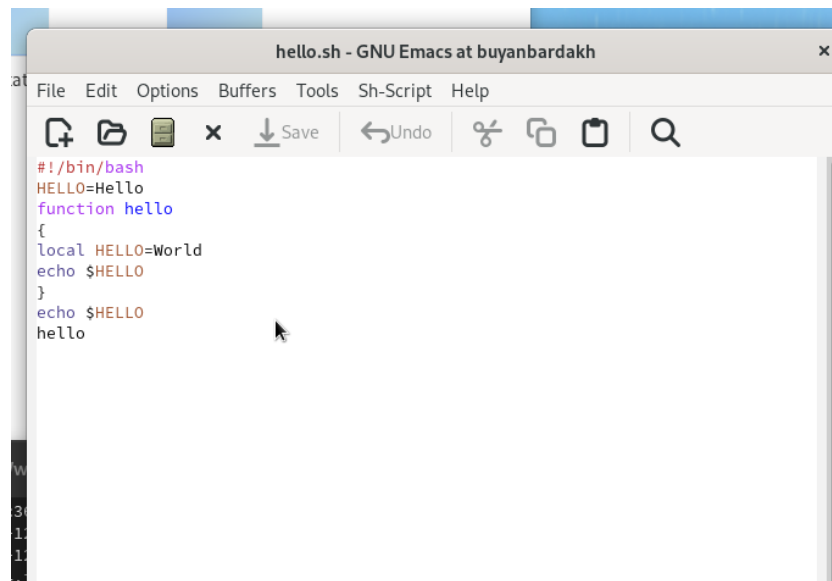 hello.sh - GNU Emacs at buyanbardakh
File Edit Options Buffers Tools Sh-Script Help
Save Undo
#!/bin/bash
HELLO=Hello
function hello
{
local HELLO=World
echo $HELLO
}
echo $HELLO
hello